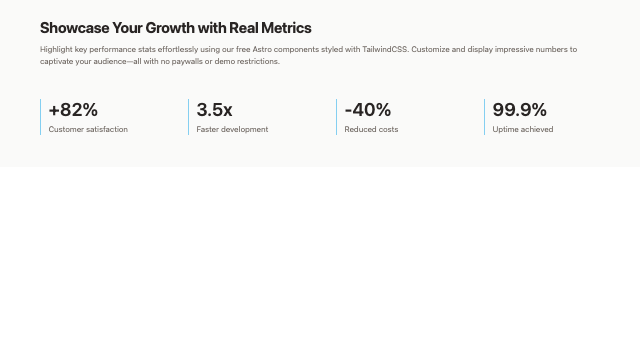 Showcase Your Growth with Real Metrics
Highlight key performance stats effortlessly using our free Astro components styled with TailwindCSS. Customize and display impressive numbers to
captivate your audience—all with no paywalls or demo restrictions.
+82%
Customer satisfaction
3.5x
Faster development
-40%
Reduced costs
99.9%
Uptime achieved